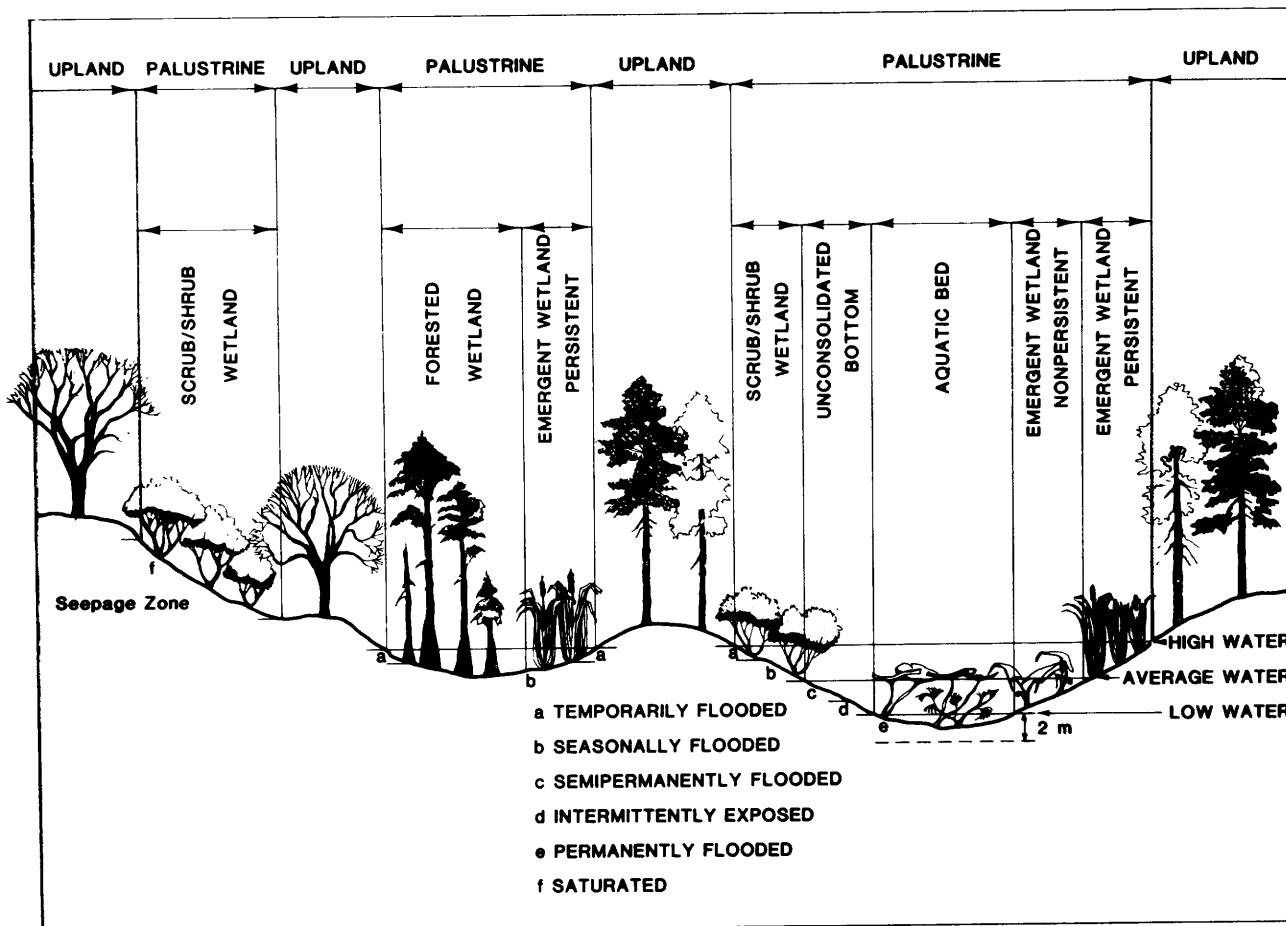 UPLAND PALUSTRINE UPLAND PALUSTRINE UPLAND PALUSTRINE UPLAND
SCRUB/SHRUB
WETLAND
FORESTED
WETLAND
EMERGENT WETLAND
PERSISTENT
SCRUB/SHRUB
WETLAND
UNCONSOLIDATED
BOTTOM
AQUATIC BED
EMERGENT WETLAND
NONPERSISTENT
EMERGENT WETLAND
PERSISTENT
f
Seepage Zone
a
b
a
a
b
c
d
e
HIGH WATER
AVERAGE WATER
LOW WATER
2 m
a TEMPORARILY FLOODED
b SEASONALLY FLOODED
c SEMIPERMANENTLY FLOODED
d INTERMITTENTLY EXPOSED
e PERMANENTLY FLOODED
f SATURATED